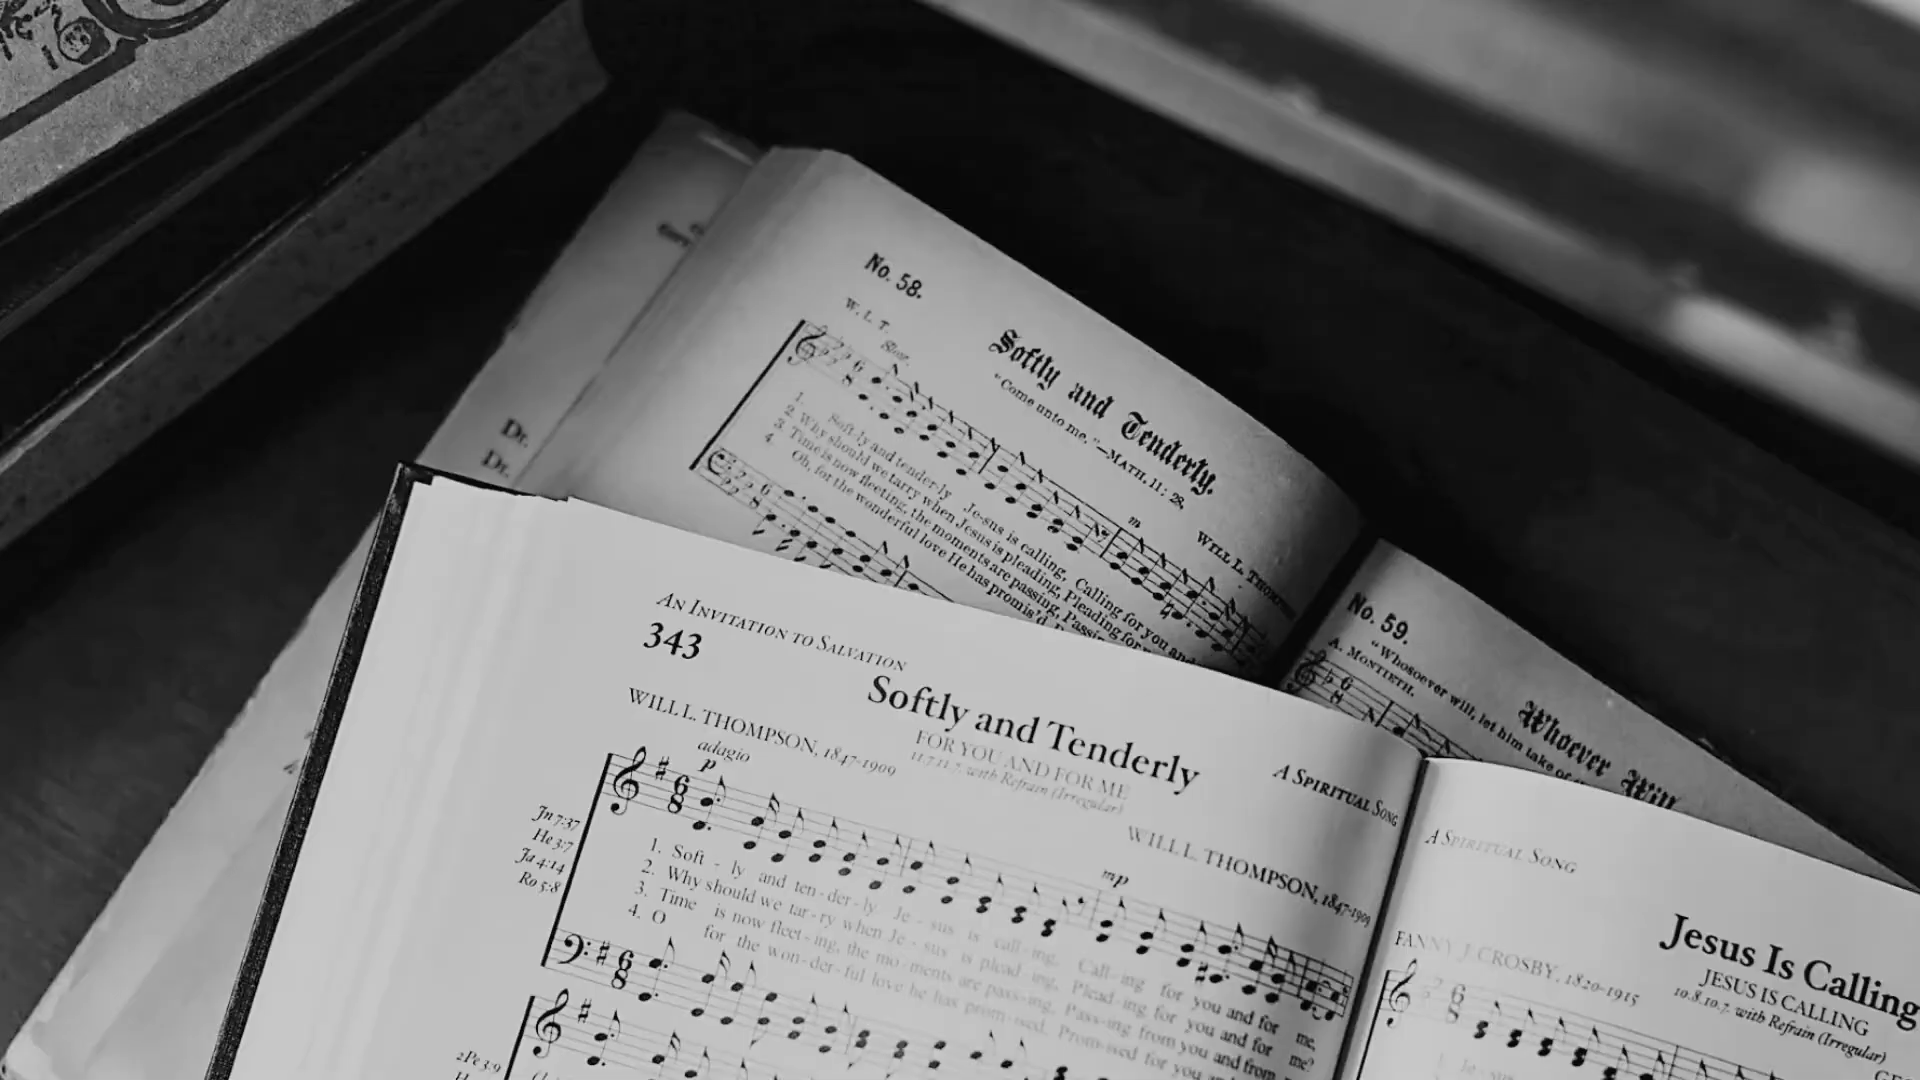 No. 58.
Softly and Tenderly.
"Come unto me."—MATH. 11: 28.
W. L. T.
WILL L. THOMPSON
Slow.
m
1. Soft-ly and tender-ly Je-sus is calling, Calling for you and
2. Why should we tarry when Jesus is pleading, Pleading for
3 Time is now fleeting, the moments are passing, Passin
4 Oh, for the wonderful love He has promis'd,
Dr.
Dr.
No. 59.
Whoever Will
"Whosoever will, let him take of
A. MONTIETH.
AN INVITATION TO SALVATION
343
Softly and Tenderly
WILL L. THOMPSON, 1847-1909
FOR YOU AND FOR ME
11.7.11.7. with Refrain (Irregular)
A SPIRITUAL SONG
WILL L. THOMPSON, 1847-1909
adagio
p
mp
Jn 7:37
He 3:7
Ja 4:14
Ro 5:8
1. Soft - ly and ten-der-ly Je - sus is call-ing, Call-ing for you and for me,
2. Why should we tar-ry when Je - sus is plead-ing, Plead-ing for you and for me?
3. Time is now fleet-ing, the mo-ments are pass-ing, Pass-ing from you and from
4. O for the won-der-ful love he has prom-ised, Prom-ised for you
2Pe 3:9
A SPIRITUAL SONG
Jesus Is Calling
FANNY J CROSBY, 1820-1915
JESUS IS CALLING
10.8.10.7. with Refrain (Irregular)